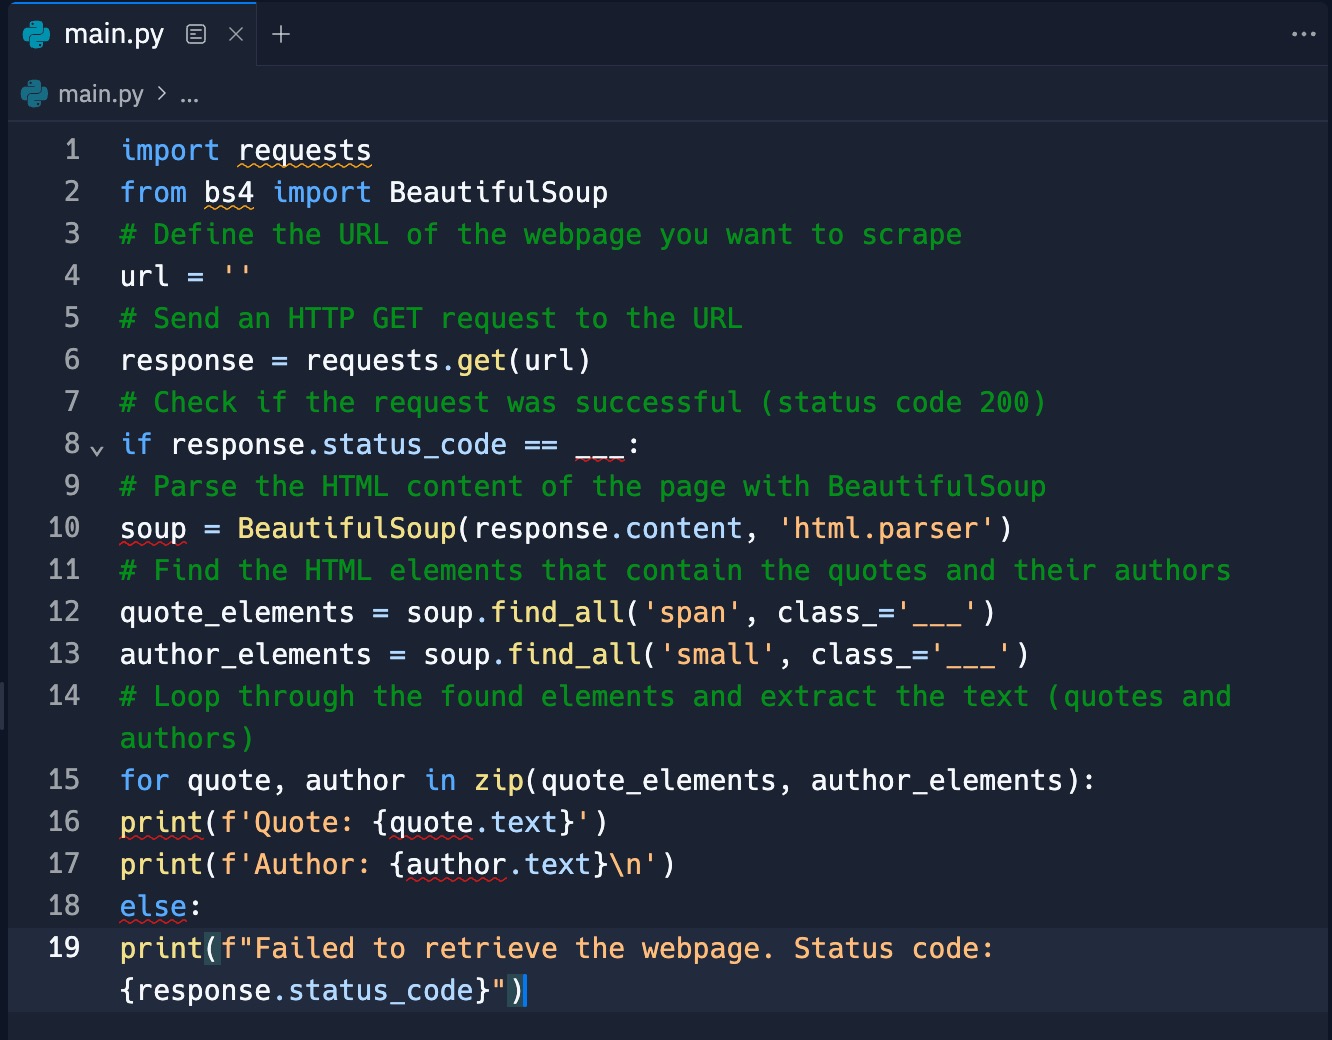 main.py
main.py > ...
1 import requests
2 from bs4 import BeautifulSoup
3 # Define the URL of the webpage you want to scrape
4 url = ''
5 # Send an HTTP GET request to the URL
6 response = requests.get(url)
7 # Check if the request was successful (status code 200)
8 if response.status_code == ___:
9 # Parse the HTML content of the page with BeautifulSoup
10 soup = BeautifulSoup(response.content, 'html.parser')
11 # Find the HTML elements that contain the quotes and their authors
12 quote_elements = soup.find_all('span', class_='___')
13 author_elements = soup.find_all('small', class_='___')
14 # Loop through the found elements and extract the text (quotes and
authors)
15 for quote, author in zip(quote_elements, author_elements):
16 print(f'Quote: {quote.text}')
17 print(f'Author: {author.text}\n')
18 else:
19 print(f"Failed to retrieve the webpage. Status code:
{response.status_code}")